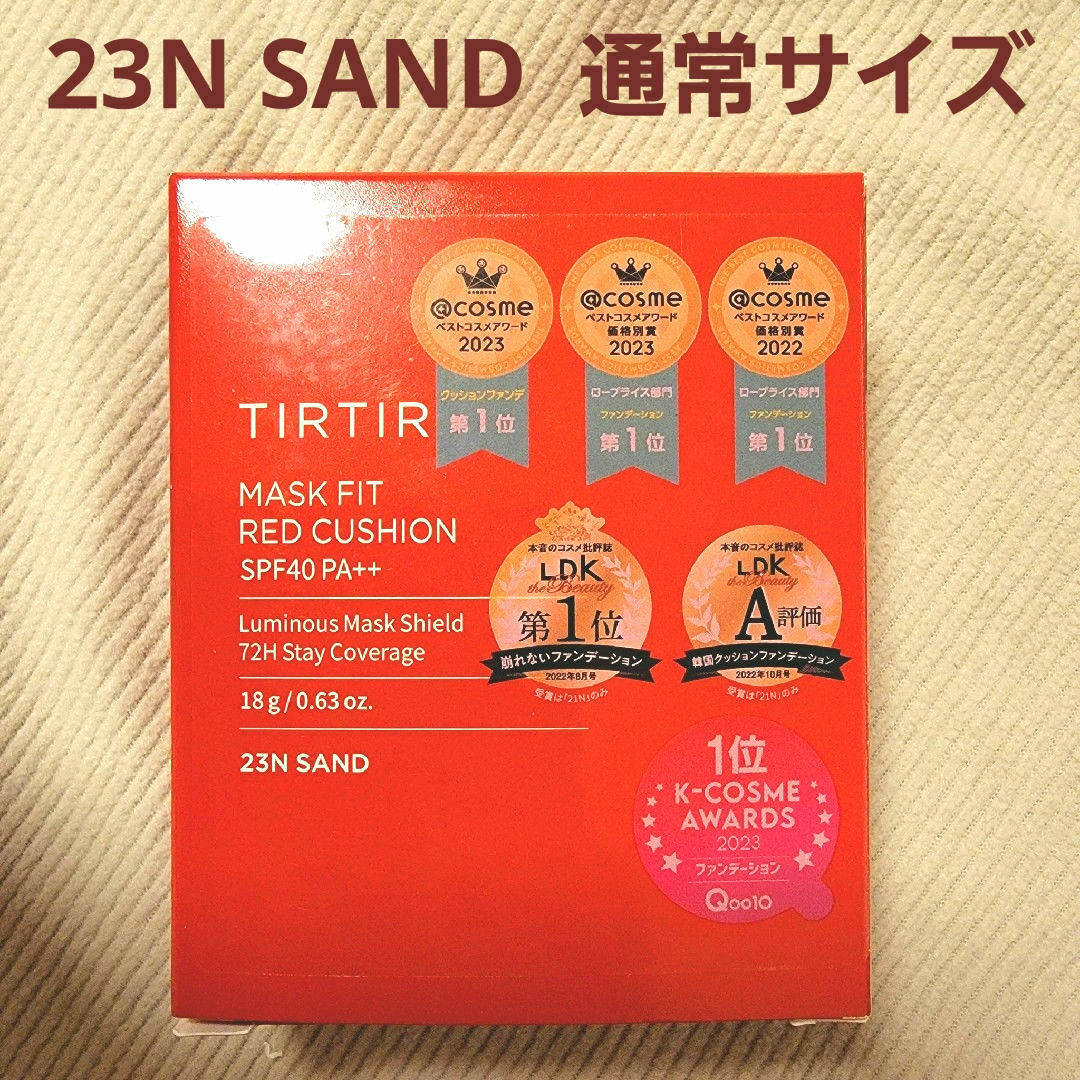 23N SAND 通常サイズ
@cosme
ベストコスメアワード
2023
クッションファンデ
第1位
@cosme
ベストコスメアワード
価格別賞
2023
ロープライス部門
ファンデーション
第1位
@cosme
ベストコスメアワード
価格別賞
2022
ロープライス部門
ファンデーション
第1位
TIRTIR
MASK FIT
RED CUSHION
SPF40 PA++
Luminous Mask Shield
72H Stay Coverage
18 g / 0.63 oz.
23N SAND
本音のコスメ批評誌
LDK
the Beauty
第1位
崩れないファンデーション
2022年8月号
受賞は「21N」のみ
本音のコスメ批評誌
LDK
the Beauty
A評価
韓国クッションファンデーション
2022年10月号
受賞は「21N」のみ
1位
K-COSME
AWARDS
2023
ファンデーション
Qoo10